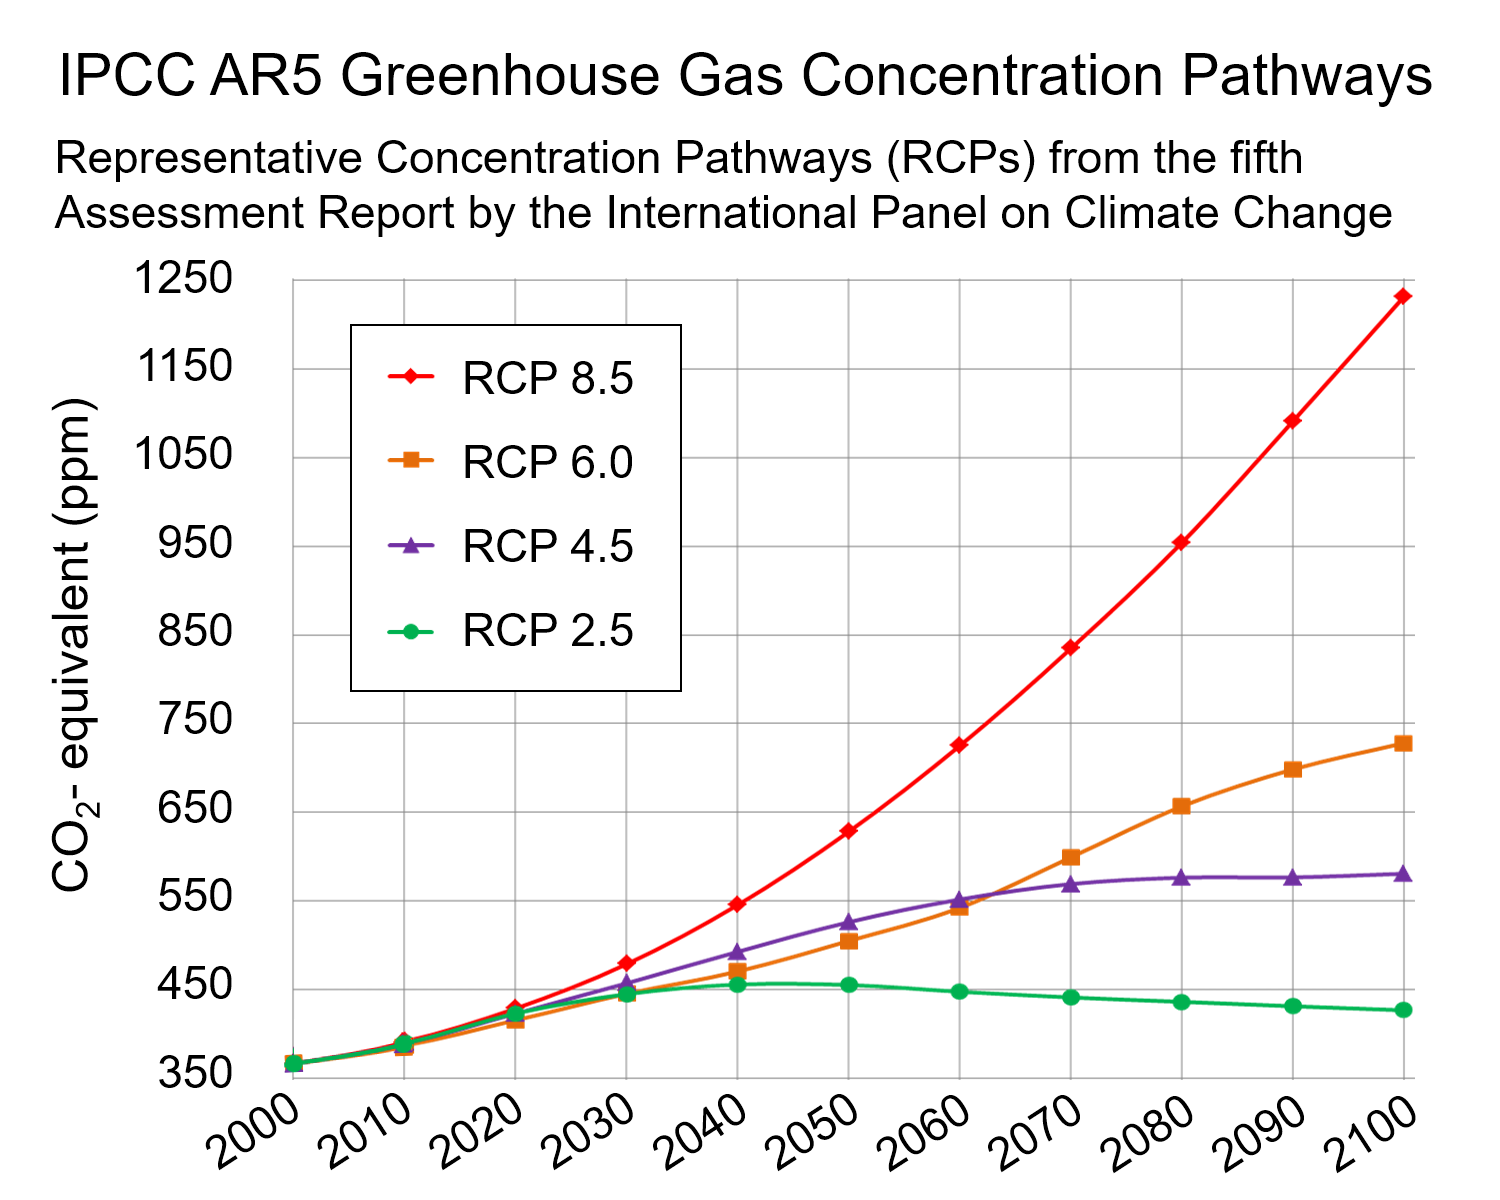 IPCC AR5 Greenhouse Gas Concentration Pathways
Representative Concentration Pathways (RCPs) from the fifth
Assessment Report by the International Panel on Climate Change
CO₂- equivalent (ppm)
1250
1150
1050
950
850
750
650
550
450
350
RCP 8.5
RCP 6.0
RCP 4.5
RCP 2.5
2000 2010 2020 2030 2040 2050 2060 2070 2080 2090 2100